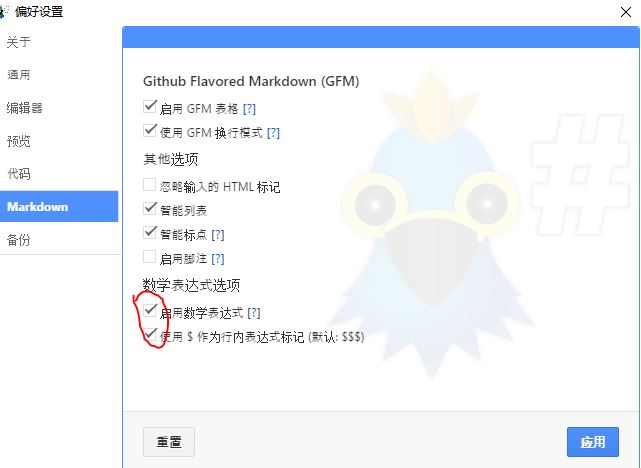 偏好设置
关于
通用
编辑器
预览
代码
Markdown
备份
Github Flavored Markdown (GFM)
启用 GFM 表格 [?]
使用 GFM 换行模式 [?]
其他选项
忽略输入的 HTML 标记
智能列表
智能标点 [?]
启用脚注 [?]
数学表达式选项
启用数学表达式 [?]
使用 $ 作为行内表达式标记 (默认: $$$)
#
重置
应用